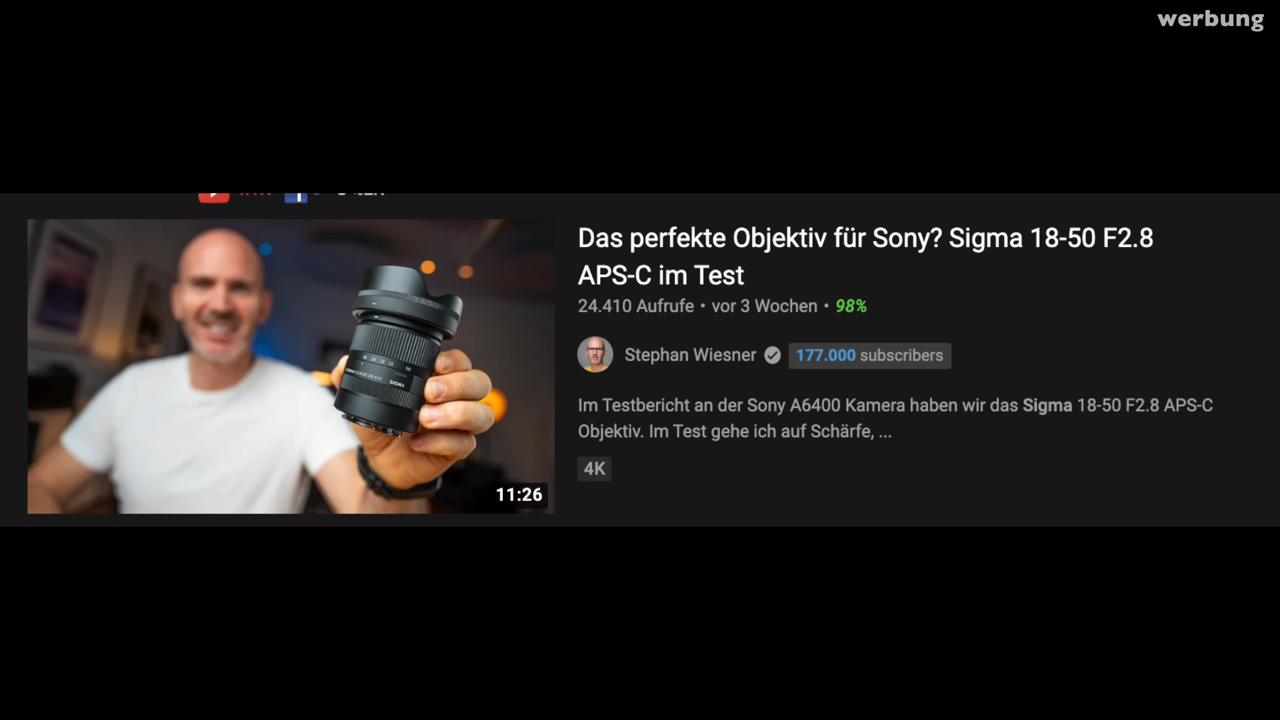 werbung
Das perfekte Objektiv für Sony? Sigma 18-50 F2.8
APS-C im Test
24.410 Aufrufe • vor 3 Wochen • 98%
Stephan Wiesner 177.000 subscribers
Im Testbericht an der Sony A6400 Kamera haben wir das Sigma 18-50 F2.8 APS-C
Objektiv. Im Test gehe ich auf Schärfe, ...
4K
SIGMA
11:26